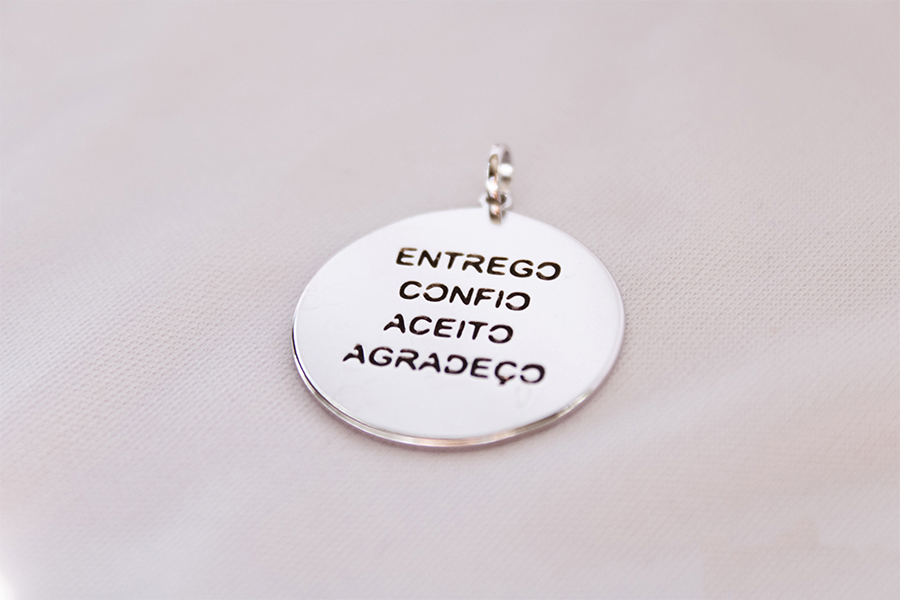 ENTREGO
CONFIO
ACEITO
AGRADEÇO